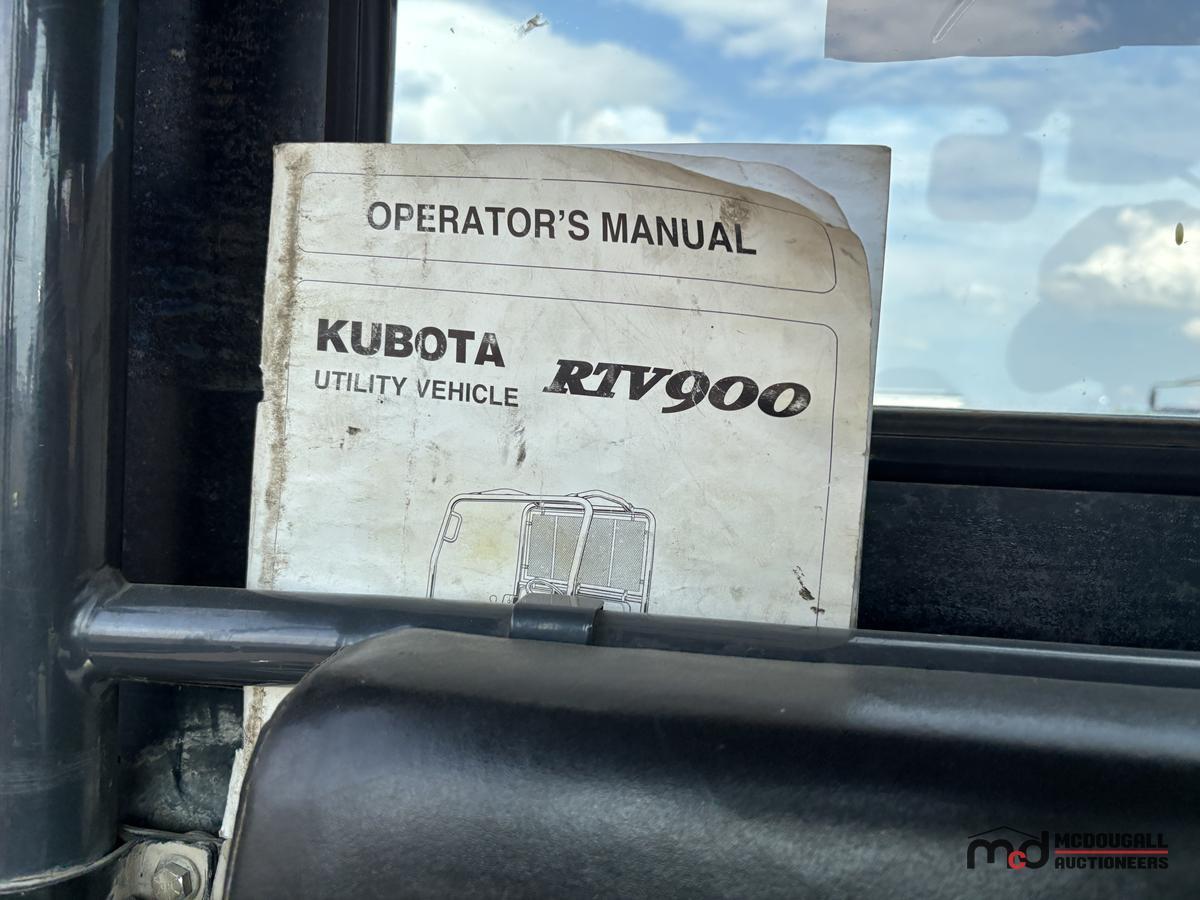 OPERATOR'S MANUAL
KUBOTA
UTILITY VEHICLE
RTV900
mcd MCDOUGALL
AUCTIONEERS